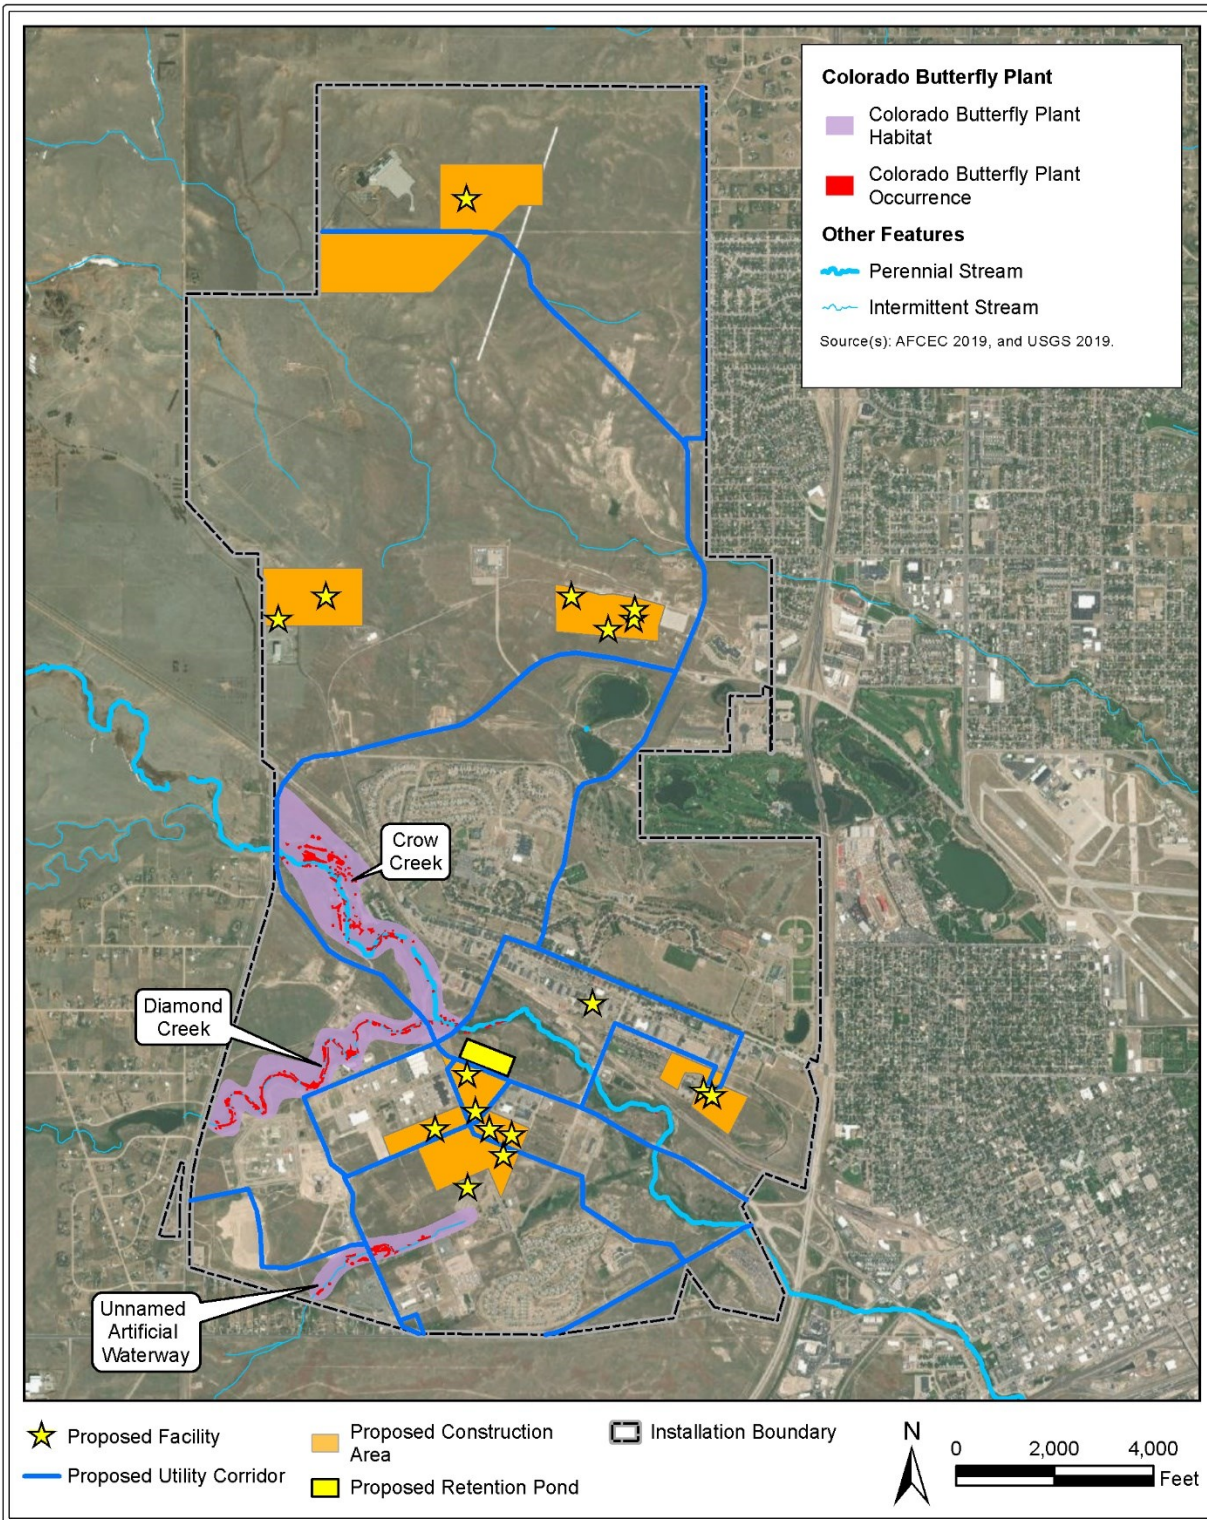 Colorado Butterfly Plant
Colorado Butterfly Plant
Habitat
Colorado Butterfly Plant
Occurrence
Other Features
Perennial Stream
Intermittent Stream
Source(s): AFCEC 2019, and USGS 2019.
Crow
Creek
Diamond
Creek
Unnamed
Artificial
Waterway
Proposed Facility
Proposed Utility Corridor
Proposed Construction
Area
Proposed Retention Pond
Installation Boundary
N
0 2,000 4,000
Feet